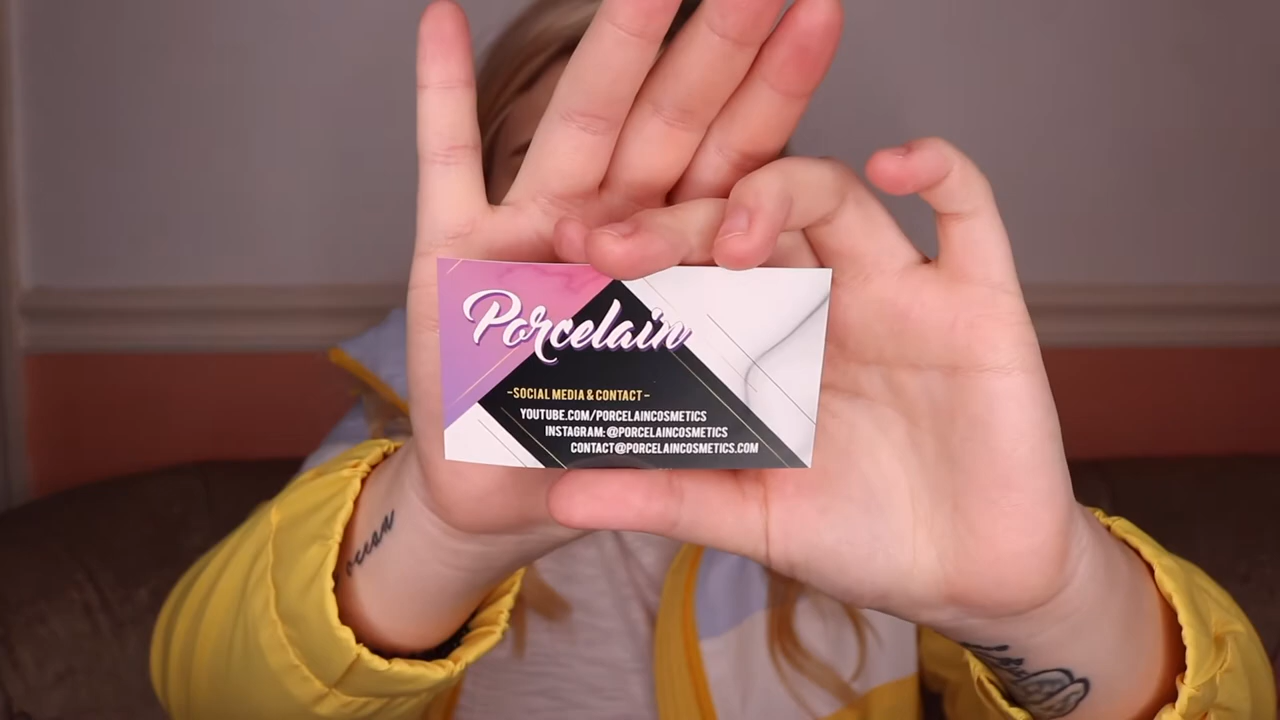 Porcelain
-SOCIAL MEDIA & CONTACT-
YOUTUBE.COM/PORCELAINCOSMETICS
INSTAGRAM: @PORCELAINCOSMETICS
CONTACT@PORCELAINCOSMETICS.COM
ocean